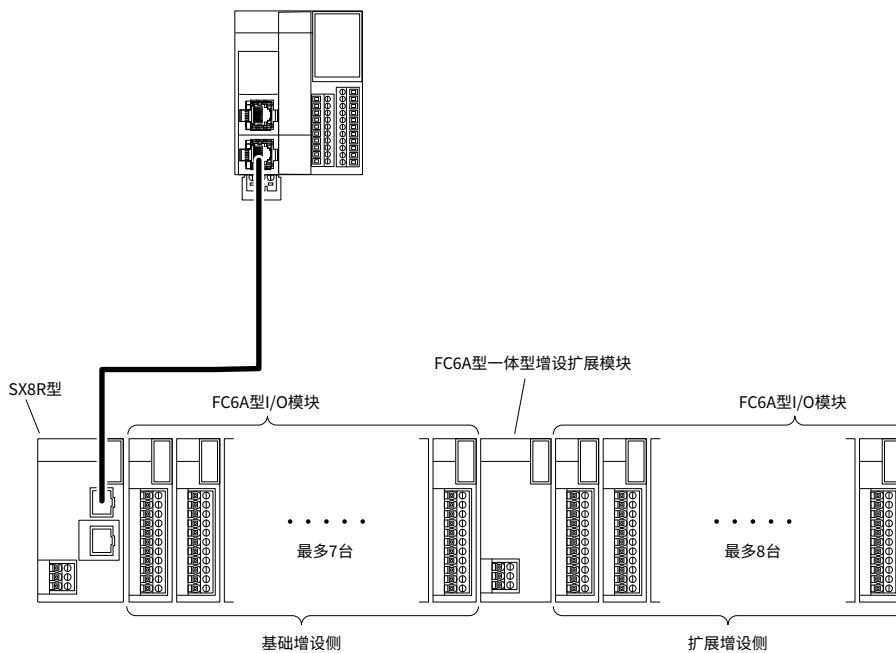 FC6A型一体型增设扩展模块
SX8R型
FC6A型I/O模块
FC6A型I/O模块
最多7台
最多8台
基础增设侧
扩展增设侧